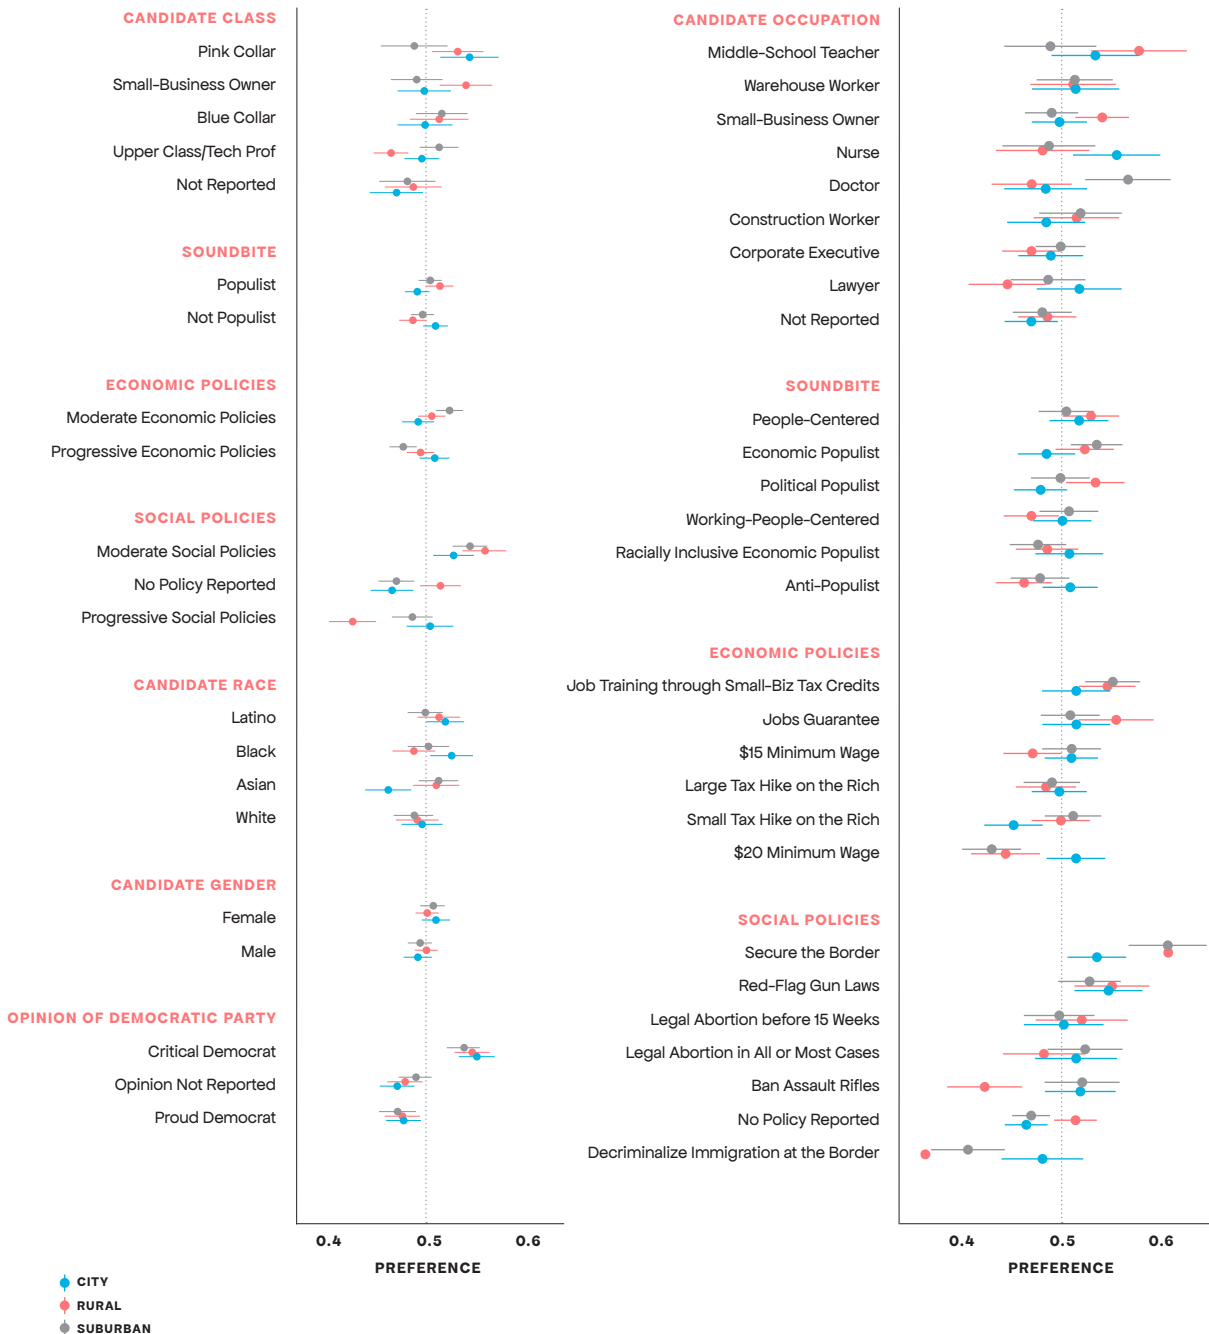 CANDIDATE CLASS
Pink Collar
Small-Business Owner
Blue Collar
Upper Class/Tech Prof
Not Reported
SOUNDBITE
Populist
Not Populist
ECONOMIC POLICIES
Moderate Economic Policies
Progressive Economic Policies
SOCIAL POLICIES
Moderate Social Policies
No Policy Reported
Progressive Social Policies
CANDIDATE RACE
Latino
Black
Asian
White
CANDIDATE GENDER
Female
Male
OPINION OF DEMOCRATIC PARTY
Critical Democrat
Opinion Not Reported
Proud Democrat
0.4 0.5 0.6
PREFERENCE
CITY
RURAL
SUBURBAN
CANDIDATE OCCUPATION
Middle-School Teacher
Warehouse Worker
Small-Business Owner
Nurse
Doctor
Construction Worker
Corporate Executive
Lawyer
Not Reported
SOUNDBITE
People-Centered
Economic Populist
Political Populist
Working-People-Centered
Racially Inclusive Economic Populist
Anti-Populist
ECONOMIC POLICIES
Job Training through Small-Biz Tax Credits
Jobs Guarantee
$15 Minimum Wage
Large Tax Hike on the Rich
Small Tax Hike on the Rich
$20 Minimum Wage
SOCIAL POLICIES
Secure the Border
Red-Flag Gun Laws
Legal Abortion before 15 Weeks
Legal Abortion in All or Most Cases
Ban Assault Rifles
No Policy Reported
Decriminalize Immigration at the Border
0.4 0.5 0.6
PREFERENCE